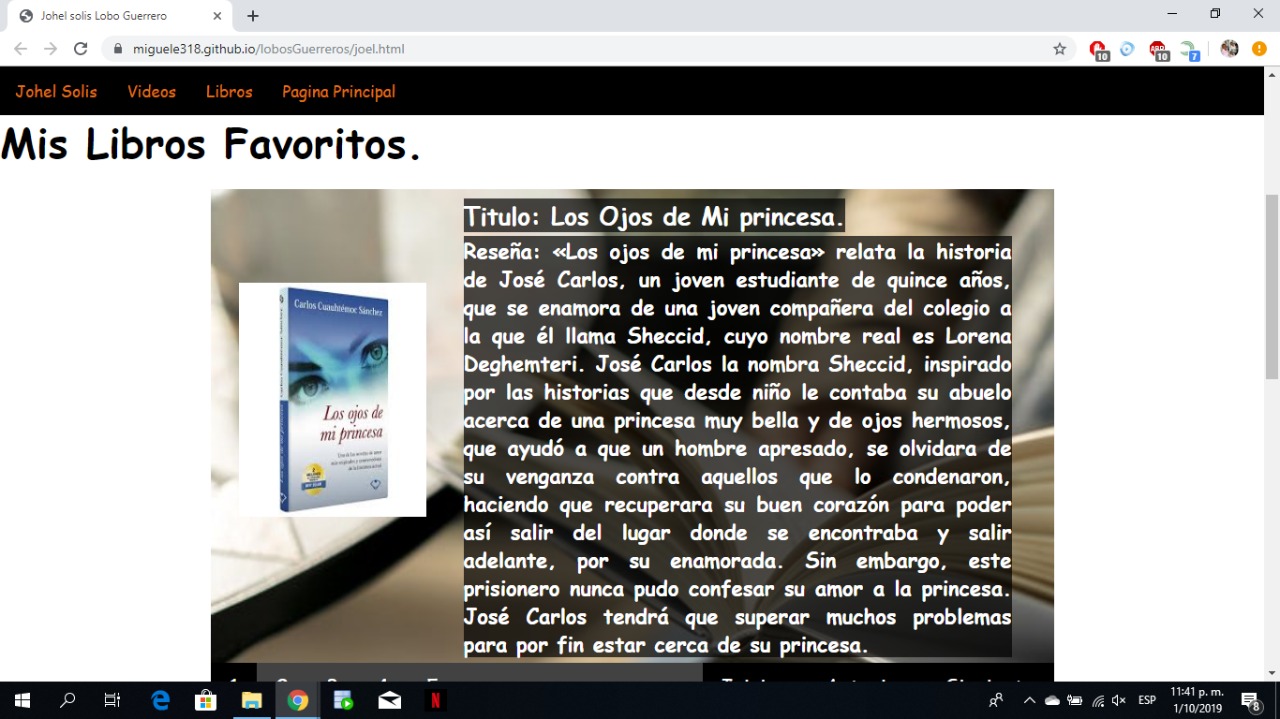 Johel solis Lobo Guerrero
miguele318.github.io/lobosGuerreros/joel.html
10
10
7
Johel Solis Videos Libros Pagina Principal
Mis Libros Favoritos.
Titulo: Los Ojos de Mi princesa.
Reseña: «Los ojos de mi princesa» relata la historia
de José Carlos, un joven estudiante de quince años,
que se enamora de una joven compañera del colegio a
la que él llama Sheccid, cuyo nombre real es Lorena
Deghemteri. José Carlos la nombra Sheccid, inspirado
por las historias que desde niño le contaba su abuelo
acerca de una princesa muy bella y de ojos hermosos,
que ayudó a que un hombre apresado, se olvidara de
su venganza contra aquellos que lo condenaron,
haciendo que recuperara su buen corazón para poder
así salir del lugar donde se encontraba y salir
adelante, por su enamorada. Sin embargo, este
prisionero nunca pudo confesar su amor a la princesa.
José Carlos tendrá que superar muchos problemas
para por fin estar cerca de su princesa.
Carlos Cuauhtémoc Sánchez
Los ojos de
mi princesa
ESP
11:41 p. m.
1/10/2019
8